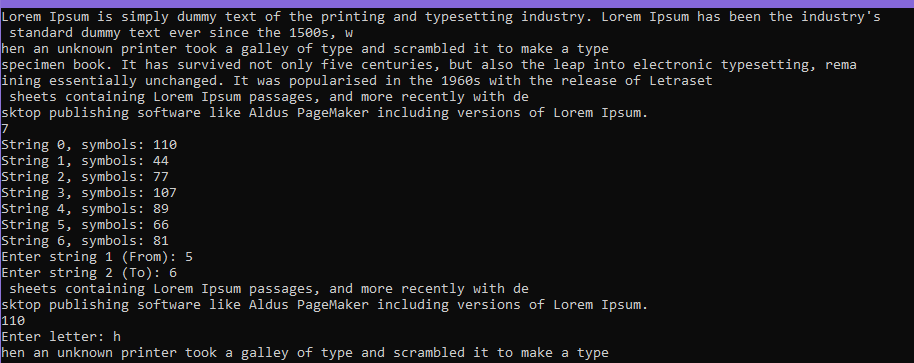 Lorem Ipsum is simply dummy text of the printing and typesetting industry. Lorem Ipsum has been the industry's
 standard dummy text ever since the 1500s, w
hen an unknown printer took a galley of type and scrambled it to make a type
specimen book. It has survived not only five centuries, but also the leap into electronic typesetting, rema
ining essentially unchanged. It was popularised in the 1960s with the release of Letraset
 sheets containing Lorem Ipsum passages, and more recently with de
sktop publishing software like Aldus PageMaker including versions of Lorem Ipsum.
7
String 0, symbols: 110
String 1, symbols: 44
String 2, symbols: 77
String 3, symbols: 107
String 4, symbols: 89
String 5, symbols: 66
String 6, symbols: 81
Enter string 1 (From): 5
Enter string 2 (To): 6
 sheets containing Lorem Ipsum passages, and more recently with de
sktop publishing software like Aldus PageMaker including versions of Lorem Ipsum.
110
Enter letter: h
hen an unknown printer took a galley of type and scrambled it to make a type